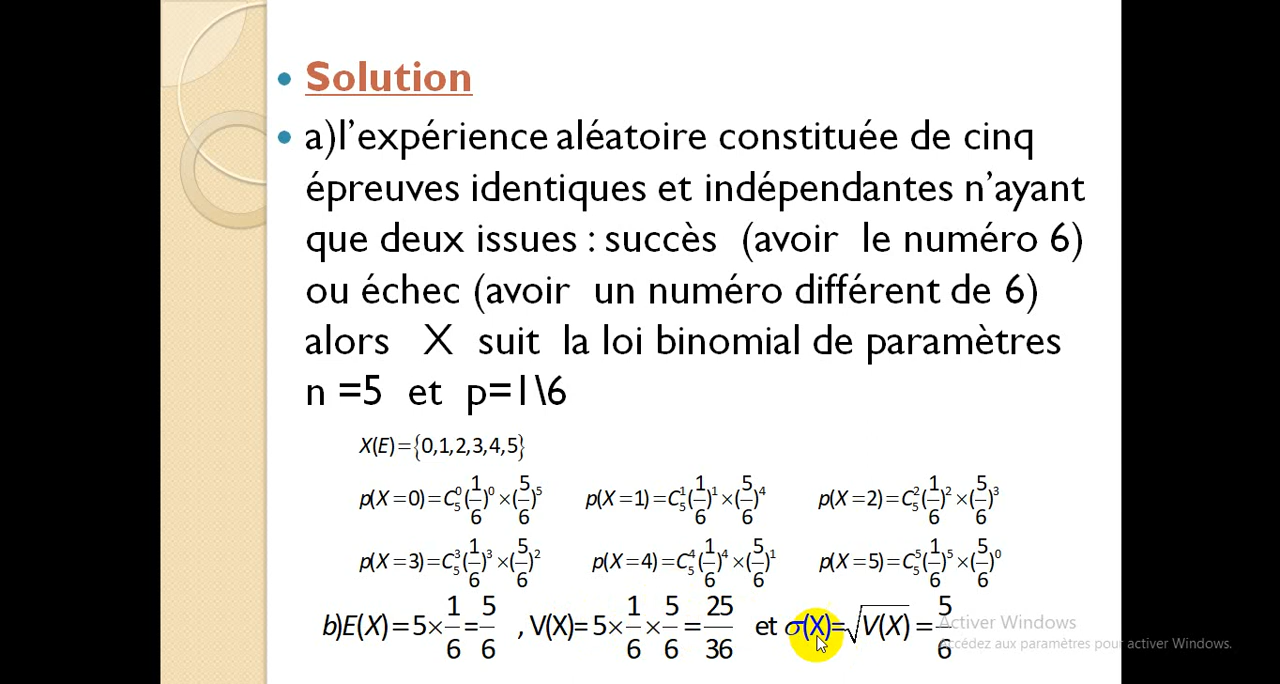 Solution
a)l'expérience aléatoire constituée de cinq
épreuves identiques et indépendantes n'ayant
que deux issues : succès (avoir le numéro 6)
ou échec (avoir un numéro différent de 6)
alors X suit la loi binomial de paramètres
n =5 et p=1\6
X(E)={0,1,2,3,4,5}
p(X=0)=C₅⁰(1/6)⁰×(5/6)⁵ p(X=1)=C₅¹(1/6)¹×(5/6)⁴ p(X=2)=C₅²(1/6)²×(5/6)³
p(X=3)=C₅³(1/6)³×(5/6)² p(X=4)=C₅⁴(1/6)⁴×(5/6)¹ p(X=5)=C₅⁵(1/6)⁵×(5/6)⁰
b)E(X)=5×1/6=5/6 ,V(X)=5×1/6×5/6=25/36 et σ(X)=√V(X)=5/6
Activer Windows
Accédez aux paramètres pour activer Windows.